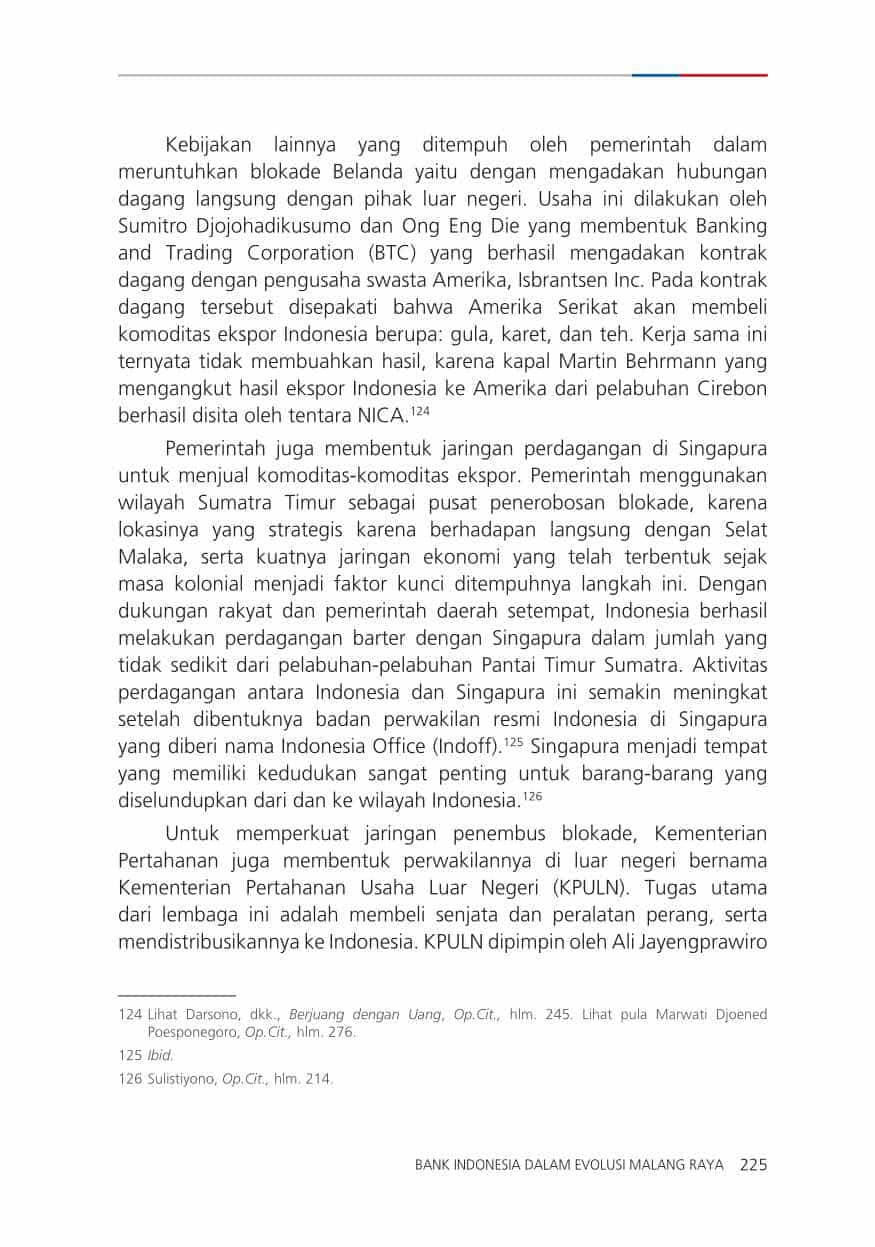 Kebijakan lainnya yang ditempuh oleh pemerintah dalam
meruntuhkan blokade Belanda yaitu dengan mengadakan hubungan
dagang langsung dengan pihak luar negeri. Usaha ini dilakukan oleh
Sumitro Djojohadikusumo dan Ong Eng Die yang membentuk Banking
and Trading Corporation (BTC) yang berhasil mengadakan kontrak
dagang dengan pengusaha swasta Amerika, Isbrantsen Inc. Pada kontrak
dagang tersebut disepakati bahwa Amerika Serikat akan membeli
komoditas ekspor Indonesia berupa: gula, karet, dan teh. Kerja sama ini
ternyata tidak membuahkan hasil, karena kapal Martin Behrmann yang
mengangkut hasil ekspor Indonesia ke Amerika dari pelabuhan Cirebon
berhasil disita oleh tentara NICA.124
Pemerintah juga membentuk jaringan perdagangan di Singapura
untuk menjual komoditas-komoditas ekspor. Pemerintah menggunakan
wilayah Sumatra Timur sebagai pusat penerobosan blokade, karena
lokasinya yang strategis karena berhadapan langsung dengan Selat
Malaka, serta kuatnya jaringan ekonomi yang telah terbentuk sejak
masa kolonial menjadi faktor kunci ditempuhnya langkah ini. Dengan
dukungan rakyat dan pemerintah daerah setempat, Indonesia berhasil
melakukan perdagangan barter dengan Singapura dalam jumlah yang
tidak sedikit dari pelabuhan-pelabuhan Pantai Timur Sumatra. Aktivitas
perdagangan antara Indonesia dan Singapura ini semakin meningkat
setelah dibentuknya badan perwakilan resmi Indonesia di Singapura
yang diberi nama Indonesia Office (Indoff).125 Singapura menjadi tempat
yang memiliki kedudukan sangat penting untuk barang-barang yang
diselundupkan dari dan ke wilayah Indonesia.126
Untuk memperkuat jaringan penembus blokade, Kementerian
Pertahanan juga membentuk perwakilannya di luar negeri bernama
Kementerian Pertahanan Usaha Luar Negeri (KPULN). Tugas utama
dari lembaga ini adalah membeli senjata dan peralatan perang, serta
mendistribusikannya ke Indonesia. KPULN dipimpin oleh Ali Jayengprawiro
124 Lihat Darsono, dkk., Berjuang dengan Uang, Op.Cit., hlm. 245. Lihat pula Marwati Djoened
Poesponegoro, Op.Cit., hlm. 276.
125 Ibid.
126 Sulistiyono, Op.Cit., hlm. 214.
BANK INDONESIA DALAM EVOLUSI MALANG RAYA 225